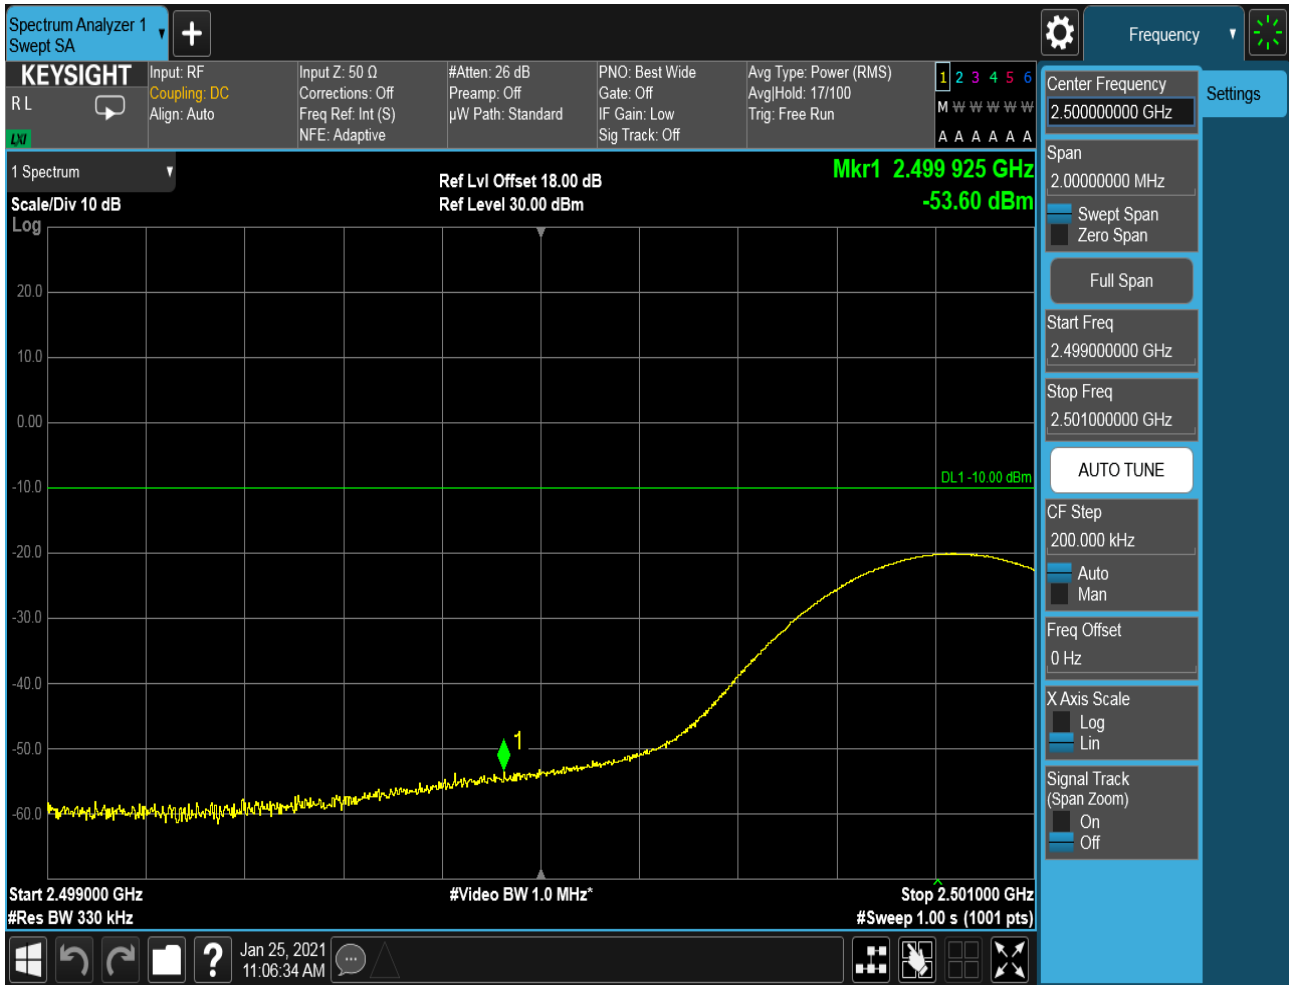 Spectrum Analyzer 1
Swept SA
Frequency
KEYSIGHT
R L
LXI
Input: RF
Coupling: DC
Align: Auto
Input Z: 50 Ω
Corrections: Off
Freq Ref: Int (S)
NFE: Adaptive
#Atten: 26 dB
Preamp: Off
µW Path: Standard
PNO: Best Wide
Gate: Off
IF Gain: Low
Sig Track: Off
Avg Type: Power (RMS)
Avg|Hold: 17/100
Trig: Free Run
1 2 3 4 5 6
M W W W W W
A A A A A A
1 Spectrum
Scale/Div 10 dB
Log
Ref Lvl Offset 18.00 dB
Ref Level 30.00 dBm
Mkr1 2.499 925 GHz
-53.60 dBm
20.0
10.0
0.00
-10.0
-20.0
-30.0
-40.0
-50.0
-60.0
DL1 -10.00 dBm
1
Start 2.499000 GHz
#Res BW 330 kHz
#Video BW 1.0 MHz*
Stop 2.501000 GHz
#Sweep 1.00 s (1001 pts)
Center Frequency
2.500000000 GHz
Settings
Span
2.00000000 MHz
Swept Span
Zero Span
Full Span
Start Freq
2.499000000 GHz
Stop Freq
2.501000000 GHz
AUTO TUNE
CF Step
200.000 kHz
Auto
Man
Freq Offset
0 Hz
X Axis Scale
Log
Lin
Signal Track
(Span Zoom)
On
Off
?
Jan 25, 2021
11:06:34 AM